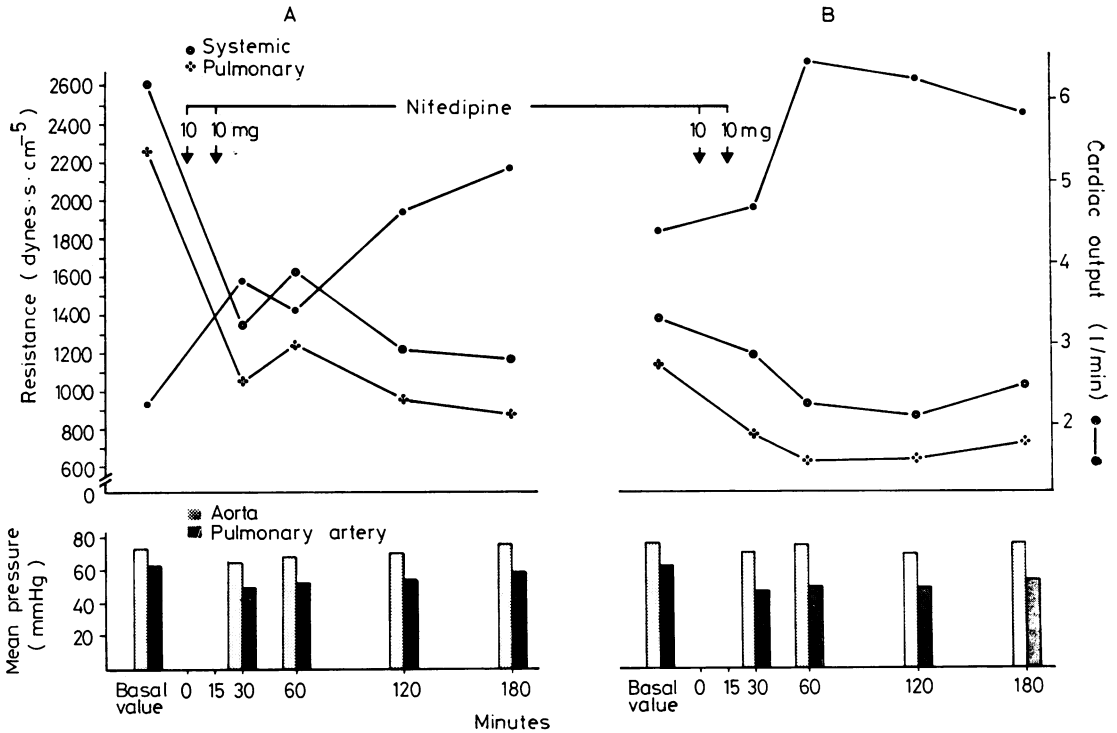 A
B
Systemic
Pulmonary
Nifedipine
10 10 mg
10 10 mg
Resistance ( dynes·s·cm⁻⁵ )
2600
2400
2200
2000
1800
1600
1400
1200
1000
800
600
0
Cardiac output ( l/min)
6
5
4
3
2
Aorta
Pulmonary artery
Mean pressure
( mmHg)
80
60
40
20
Basal value 0 15 30 60 120 180
Basal value 0 15 30 60 120 180
Minutes